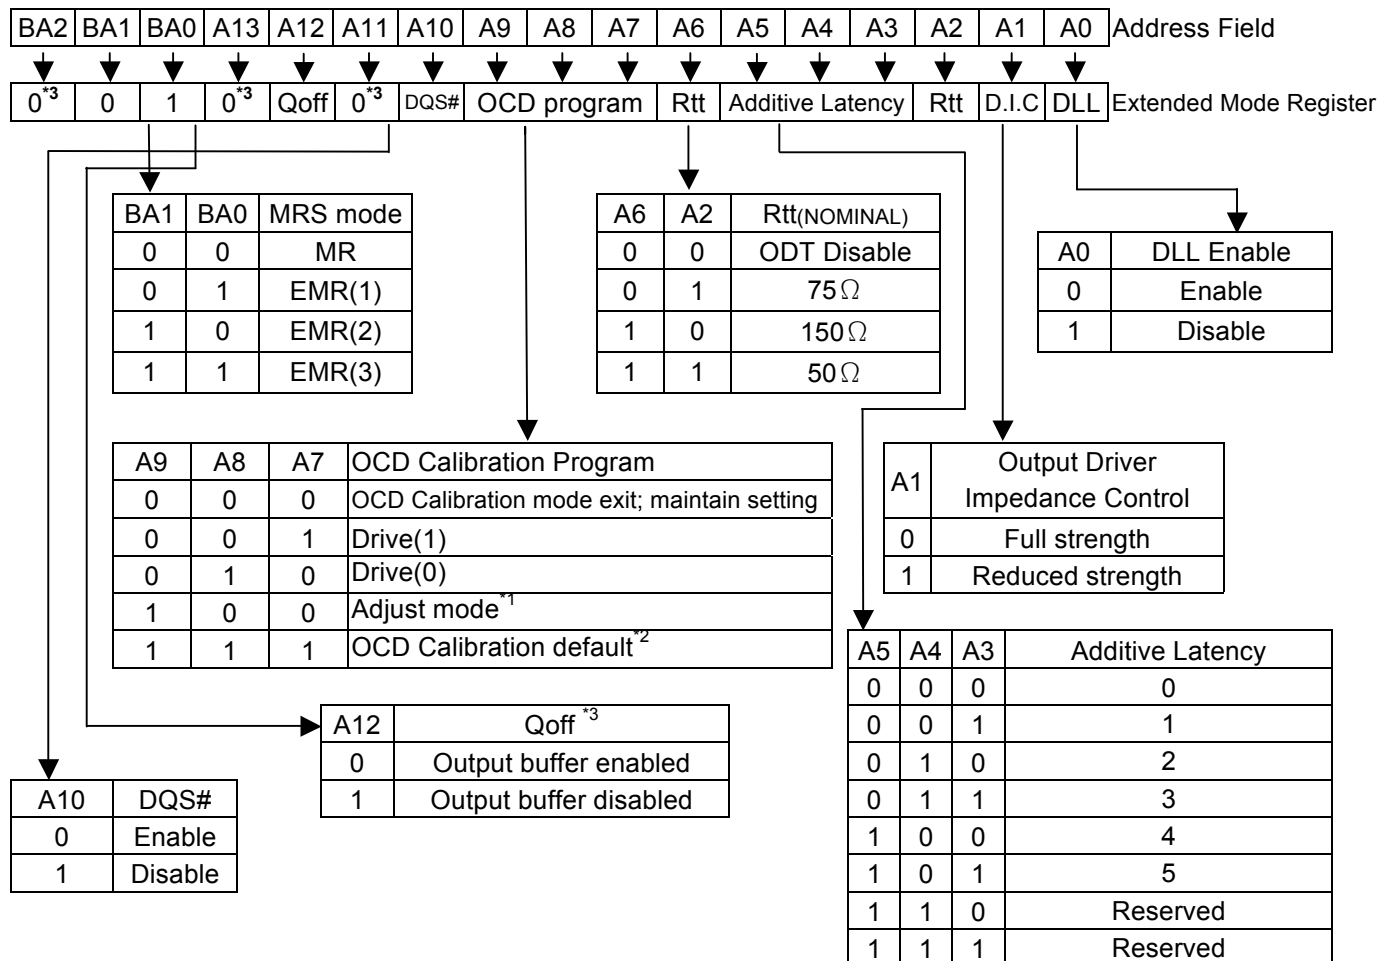 BA2 BA1 BA0 A13 A12 A11 A10 A9 A8 A7 A6 A5 A4 A3 A2 A1 A0 Address Field
0*3 0 1 0*3 Qoff 0*3 DQS# OCD program Rtt Additive Latency Rtt D.I.C DLL Extended Mode Register
BA1 BA0 MRS mode
0 0 MR
0 1 EMR(1)
1 0 EMR(2)
1 1 EMR(3)
A6 A2 Rtt(NOMINAL)
0 0 ODT Disable
0 1 75Ω
1 0 150Ω
1 1 50Ω
A0 DLL Enable
0 Enable
1 Disable
A9 A8 A7 OCD Calibration Program
0 0 0 OCD Calibration mode exit; maintain setting
0 0 1 Drive(1)
0 1 0 Drive(0)
1 0 0 Adjust mode*1
1 1 1 OCD Calibration default*2
A1 Output Driver
Impedance Control
0 Full strength
1 Reduced strength
A12 Qoff *3
0 Output buffer enabled
1 Output buffer disabled
A10 DQS#
0 Enable
1 Disable
A5 A4 A3 Additive Latency
0 0 0 0
0 0 1 1
0 1 0 2
0 1 1 3
1 0 0 4
1 0 1 5
1 1 0 Reserved
1 1 1 Reserved